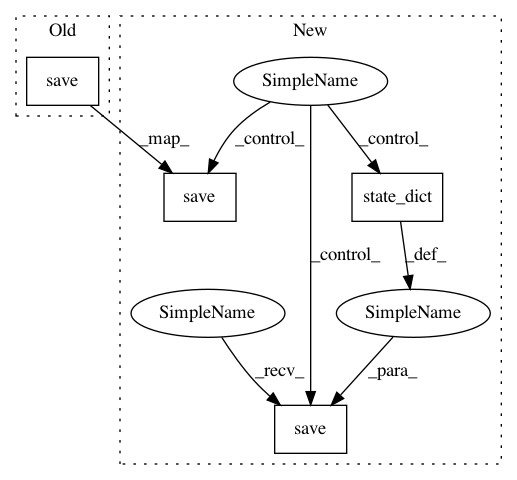 Old
New
save
SimpleName
_map_
_control_
_control_
save
state_dict
_control_
_def_
SimpleName
SimpleName
_recv_
_para_
save